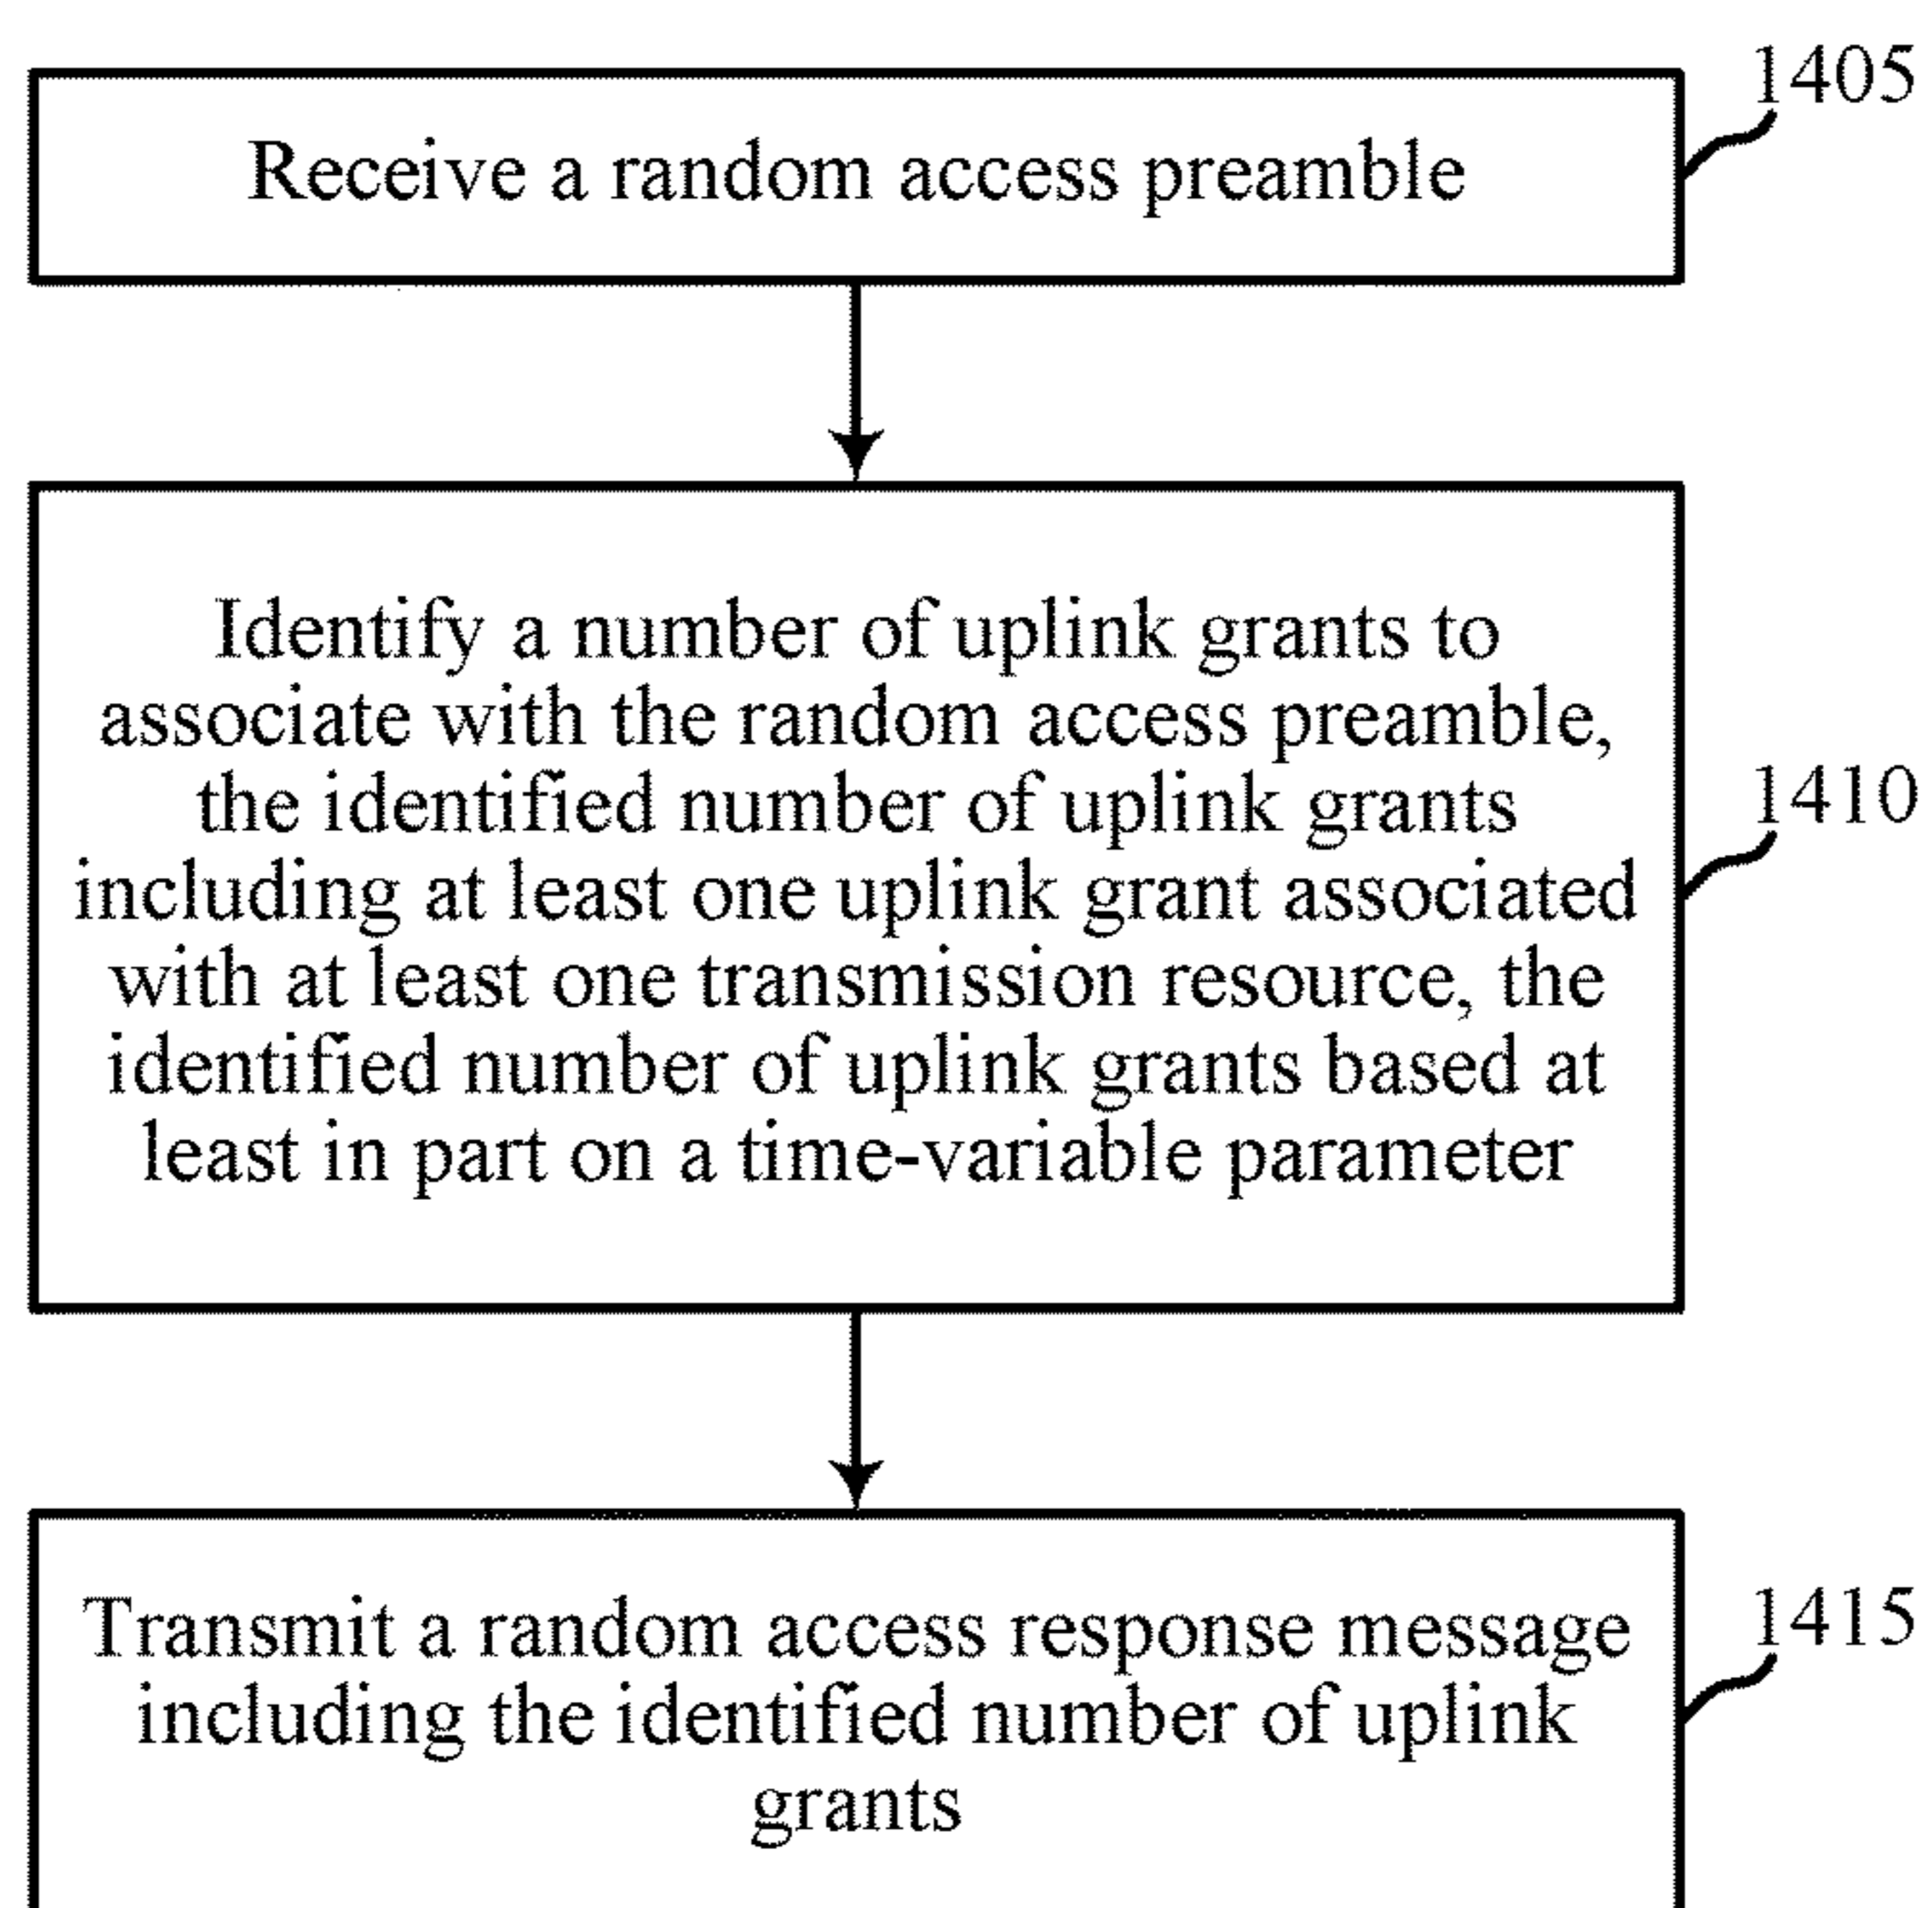 1405
Receive a random access preamble
Identify a number of uplink grants to
associate with the random access preamble,
the identified number of uplink grants
including at least one uplink grant associated
with at least one transmission resource, the
identified number of uplink grants based at
least in part on a time-variable parameter
1410
Transmit a random access response message
including the identified number of uplink
grants
1415